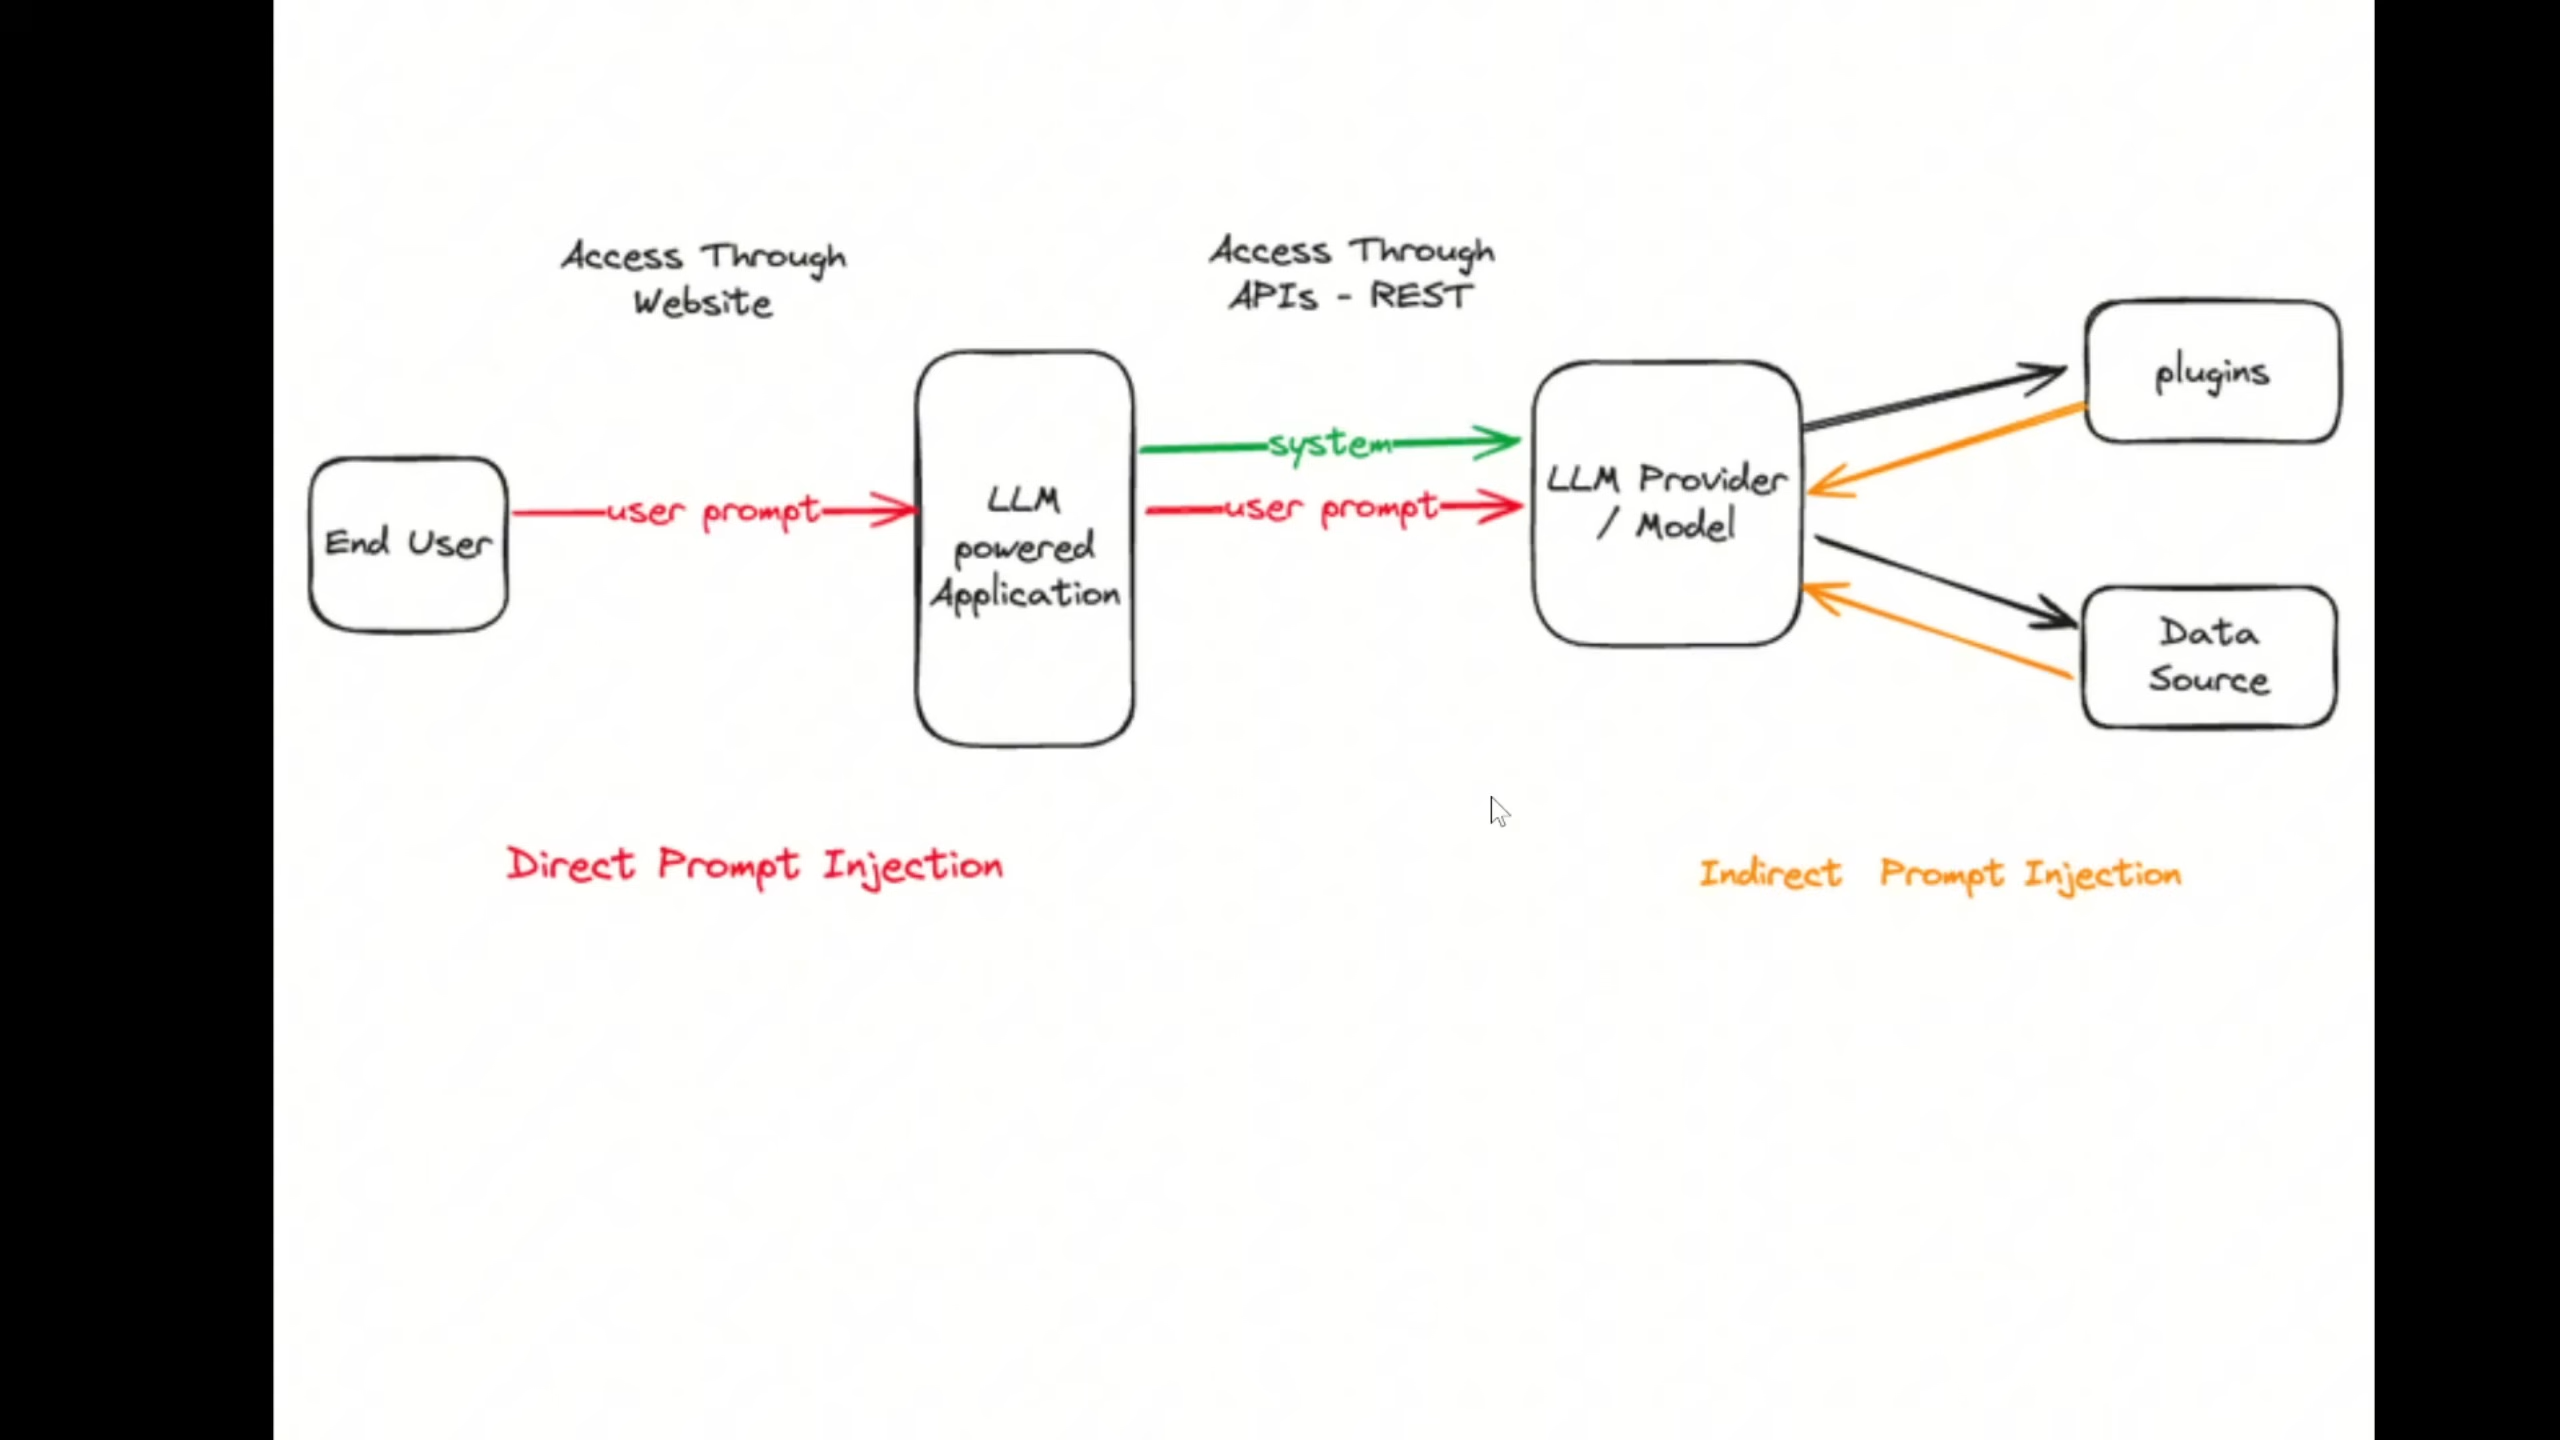 Access Through
Website
Access Through
APIs - REST
plugins
system
LLM Provider
/ Model
user prompt
user prompt
End User
LLM
powered
Application
Data
Source
Direct Prompt Injection
Indirect Prompt Injection